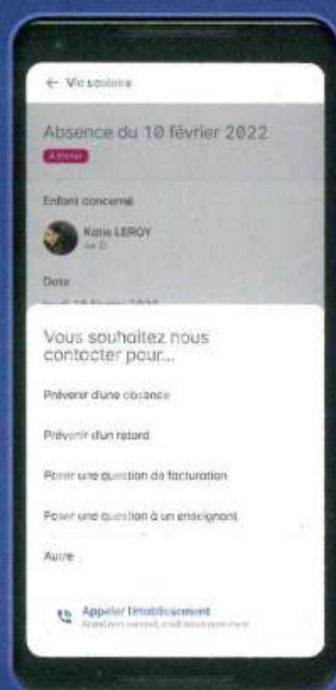 ← Vie scolaire
Absence du 10 février 2022
Enfant concerné
Katie LEROY
Date
Vous souhaitez nous
contacter pour...
Prévenir d'une absence
Prévenir d'un retard
Poser une question de facturation
Poser une question à un enseignant
Autre
Appeler l'établissement